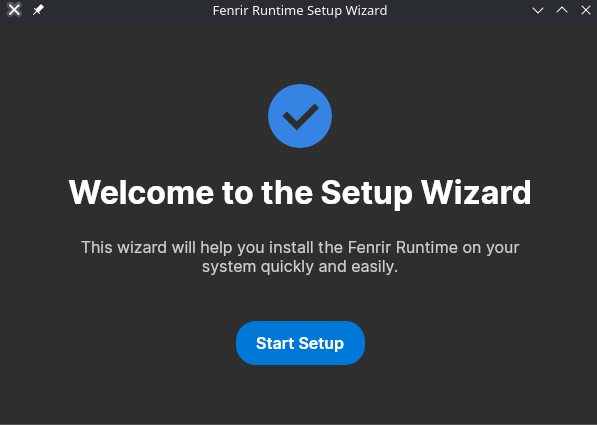 Fenrir Runtime Setup Wizard
Welcome to the Setup Wizard
This wizard will help you install the Fenrir Runtime on your
system quickly and easily.
Start Setup